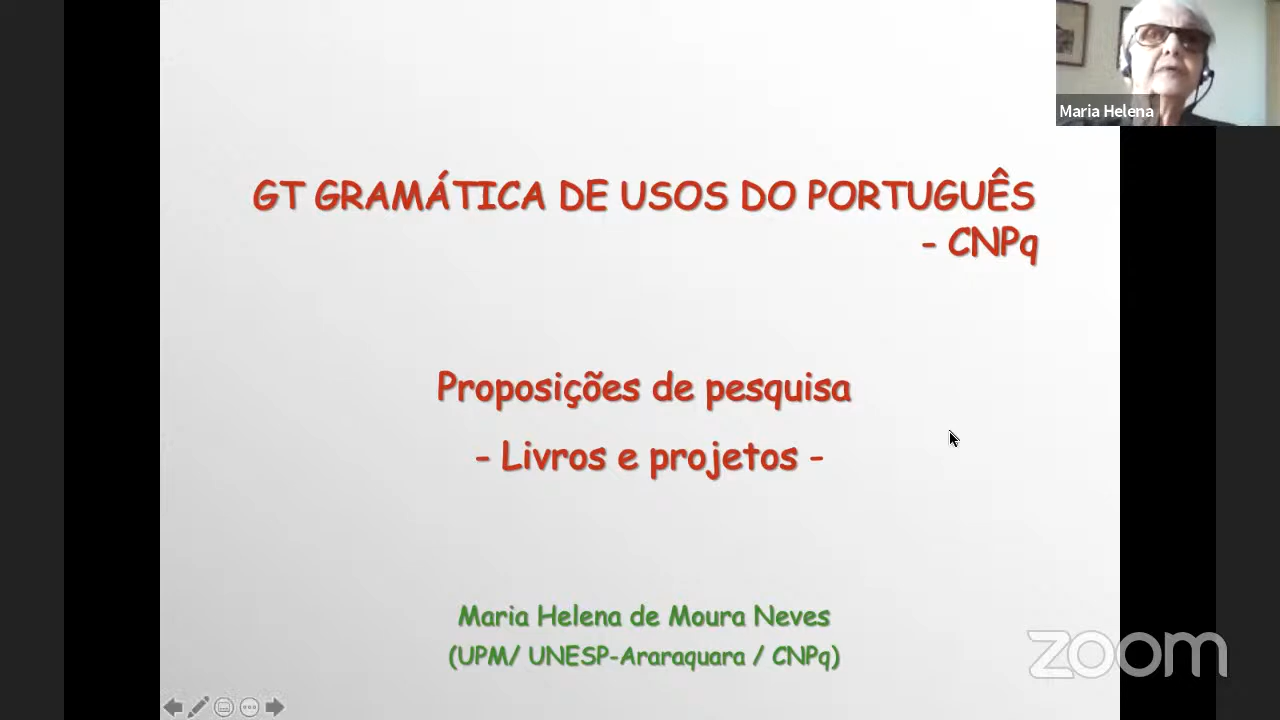 Maria Helena
GT GRAMÁTICA DE USOS DO PORTUGUÊS
- CNPq
Proposições de pesquisa
- Livros e projetos -
Maria Helena de Moura Neves
(UPM/ UNESP-Araraquara / CNPq)
zoom